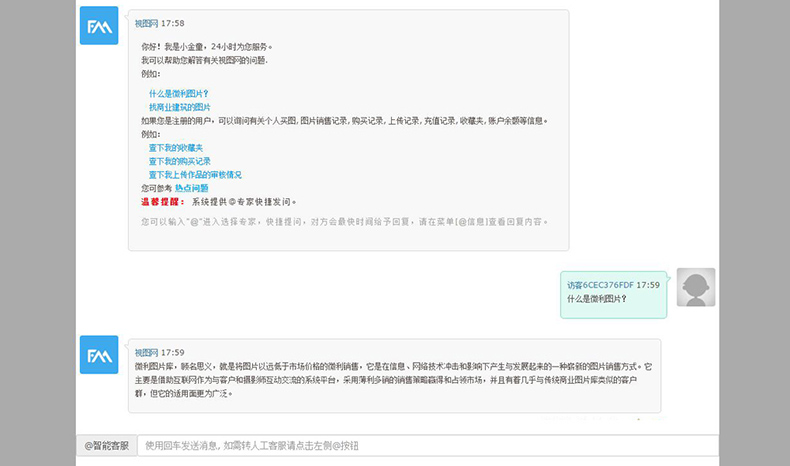 FM
视图网 17:58
你好！我是小金童，24小时为您服务。
我可以帮助您解答有关视图网的问题.
例如：
什么是微利图片？
找商业建筑的图片
如果您是注册的用户，可以询问有关个人买图, 图片销售记录, 购买记录, 上传记录, 充值记录, 收藏夹, 账户余额等信息。
例如：
查下我的收藏夹
查下我的购买记录
查下我上传作品的审核情况
您可参考 热点问题
温馨提醒： 系统提供@专家快捷发问。
您可以输入"@"进入选择专家，快捷提问，对方会最快时间给予回复，请在菜单[@信息]查看回复内容。
访客6CEC376FDF 17:59
什么是微利图片？
FM
视图网 17:59
微利图片库，顾名思义，就是将图片以远低于市场价格的微利销售，它是在信息、网络技术冲击和影响下产生与发展起来的一种崭新的图片销售方式。它
主要是借助互联网作为与客户和摄影师互动交流的系统平台，采用薄利多销的销售策略赢得和占领市场，并且有着几乎与传统商业图片库类似的客户
群，但它的适用面更为广泛。
@智能客服
使用回车发送消息, 如需转人工客服请点击左侧@按钮